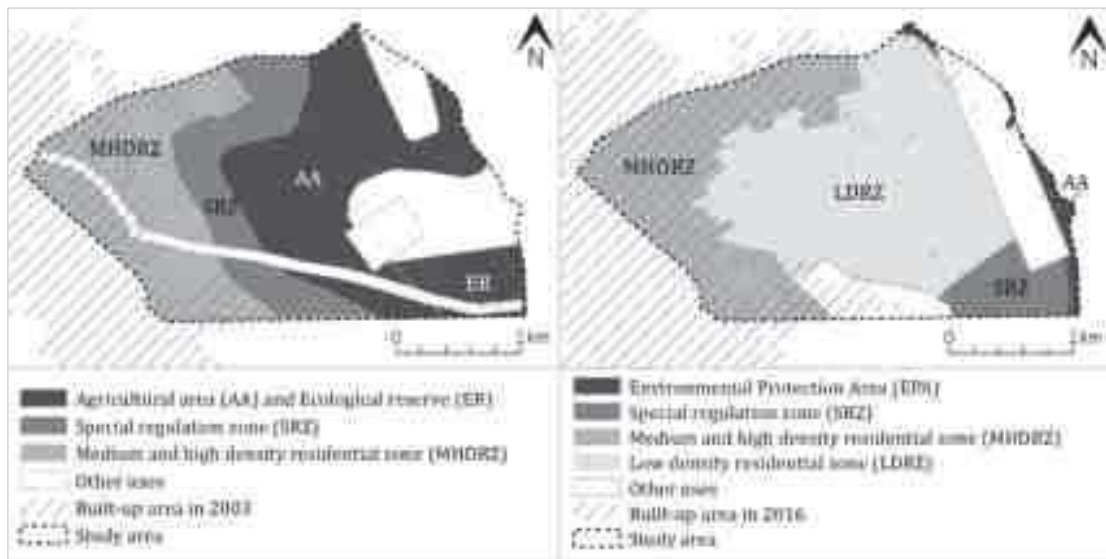 N
MHDRZ
AA
SRZ
ER
0 1
km
Agricultural area (AA) and Ecological reserve (ER)
Special regulation zone (SRZ)
Medium and high density residential zone (MHDRZ)
Other uses
Built-up area in 2003
Study area
N
MHDRZ
LDRZ
AA
SRZ
0 1
km
Environmental Protection Area (EPA)
Special regulation zone (SRZ)
Medium and high density residential zone (MHDRZ)
Low density residential zone (LDRZ)
Other uses
Built-up area in 2016
Study area